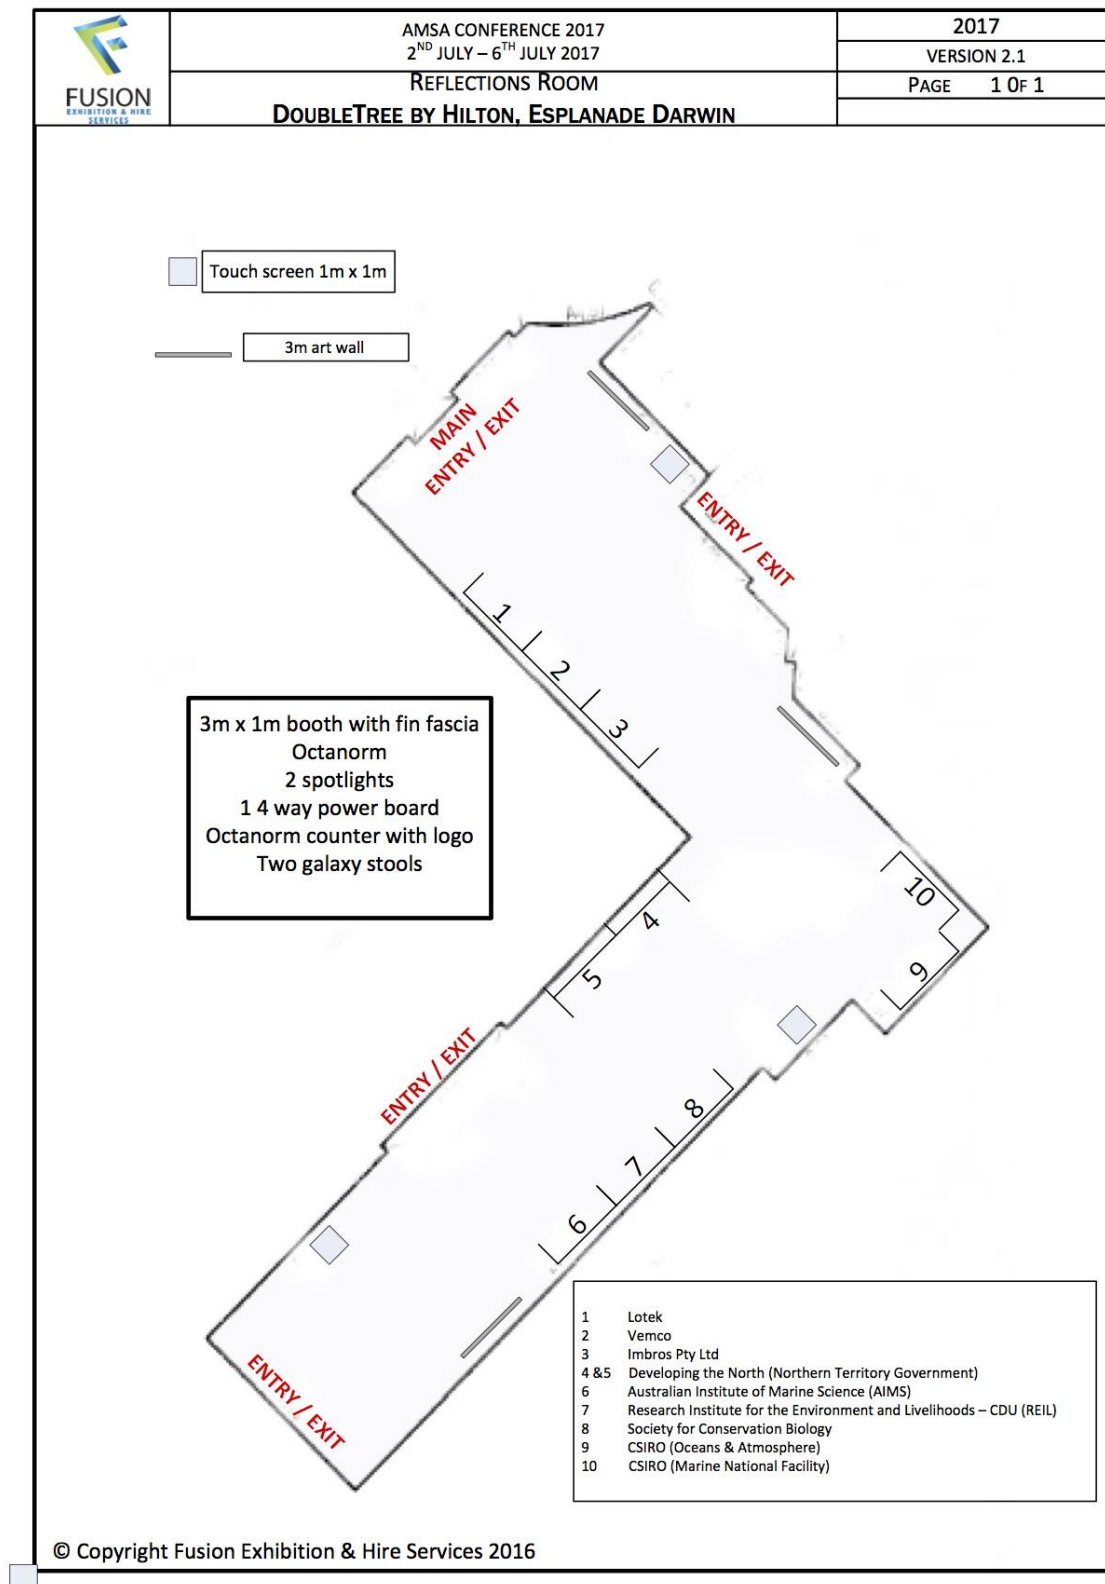 FUSION
EXHIBITION & HIRE
SERVICES
AMSA CONFERENCE 2017
2ND JULY – 6TH JULY 2017
REFLECTIONS ROOM
DOUBLETREE BY HILTON, ESPLANADE DARWIN
2017
VERSION 2.1
PAGE 1 OF 1
Touch screen 1m x 1m
3m art wall
MAIN
ENTRY / EXIT
ENTRY / EXIT
1
2
3
3m x 1m booth with fin fascia
Octanorm
2 spotlights
1 4 way power board
Octanorm counter with logo
Two galaxy stools
10
4
5
9
ENTRY / EXIT
8
7
6
ENTRY / EXIT
1 Lotek
2 Vemco
3 Imbros Pty Ltd
4 &5 Developing the North (Northern Territory Government)
6 Australian Institute of Marine Science (AIMS)
7 Research Institute for the Environment and Livelihoods – CDU (REIL)
8 Society for Conservation Biology
9 CSIRO (Oceans & Atmosphere)
10 CSIRO (Marine National Facility)
© Copyright Fusion Exhibition & Hire Services 2016